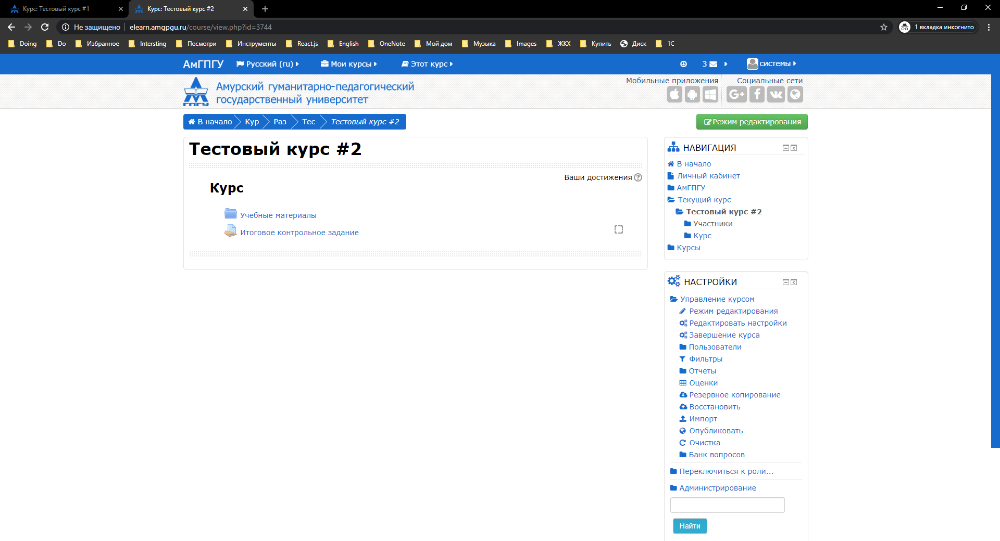 Курс: Тестовый курс #1
Курс: Тестовый курс #2
Не защищено
elearn.amgpgu.ru/course/view.php?id=3744
1 вкладка инкогнито
Doing Do Избранное Intersting Посмотри Инструменты React.js English OneNote Мой дом Музыка Images ЖКХ Купить Диск 1С
АмГПГУ Русский (ru) Мои курсы Этот курс 3 системы
Амурский гуманитарно-педагогический
государственный университет
АмГПГУ
Мобильные приложения
Социальные сети
G+ f
В начало Кур Раз Тес Тестовый курс #2
Режим редактирования
Тестовый курс #2
Ваши достижения ?
Курс
Учебные материалы
Итоговое контрольное задание
НАВИГАЦИЯ
В начало
Личный кабинет
АмГПГУ
Текущий курс
Тестовый курс #2
Участники
Курс
Курсы
НАСТРОЙКИ
Управление курсом
Режим редактирования
Редактировать настройки
Завершение курса
Пользователи
Фильтры
Отчеты
Оценки
Резервное копирование
Восстановить
Импорт
Опубликовать
Очистка
Банк вопросов
Переключиться к роли...
Администрирование
Найти